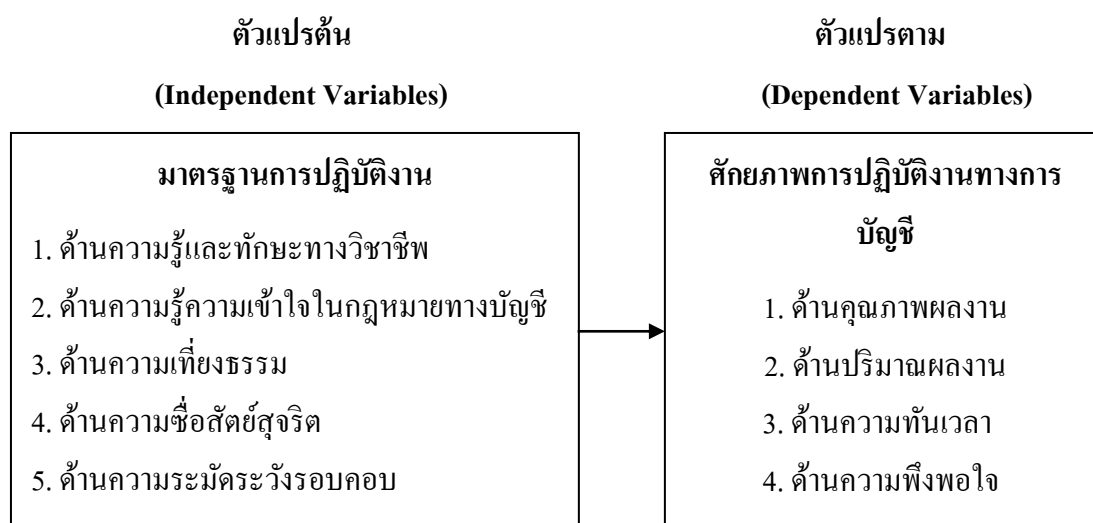 ตัวแปรต้น
(Independent Variables)
มาตรฐานการปฏิบัติงาน
1. ด้านความรู้และทักษะทางวิชาชีพ
2. ด้านความรู้ความเข้าใจในกฎหมายทางบัญชี
3. ด้านความเที่ยงธรรม
4. ด้านความซื่อสัตย์สุจริต
5. ด้านความระมัดระวังรอบคอบ
ตัวแปรตาม
(Dependent Variables)
ศักยภาพการปฏิบัติงานทางการ
บัญชี
1. ด้านคุณภาพผลงาน
2. ด้านปริมาณผลงาน
3. ด้านความทันเวลา
4. ด้านความพึงพอใจ